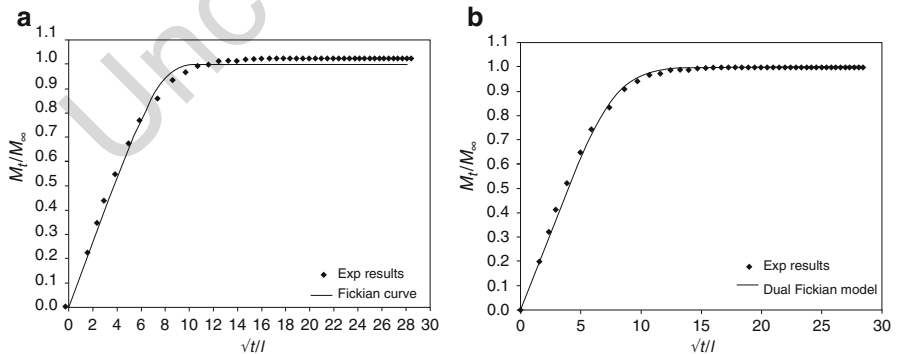 a
1.1
1.0
0.9
0.8
0.7
0.6
0.5
0.4
0.3
0.2
0.1
0.0
Mt/M∞
0 2 4 6 8 10 12 14 16 18 20 22 24 26 28 30
√t/l
Exp results
Fickian curve
Unc
b
1.1
1.0
0.9
0.8
0.7
0.6
0.5
0.4
0.3
0.2
0.1
0.0
Mt/M∞
0 5 10 15 20 25 30
√t/l
Exp results
Dual Fickian model